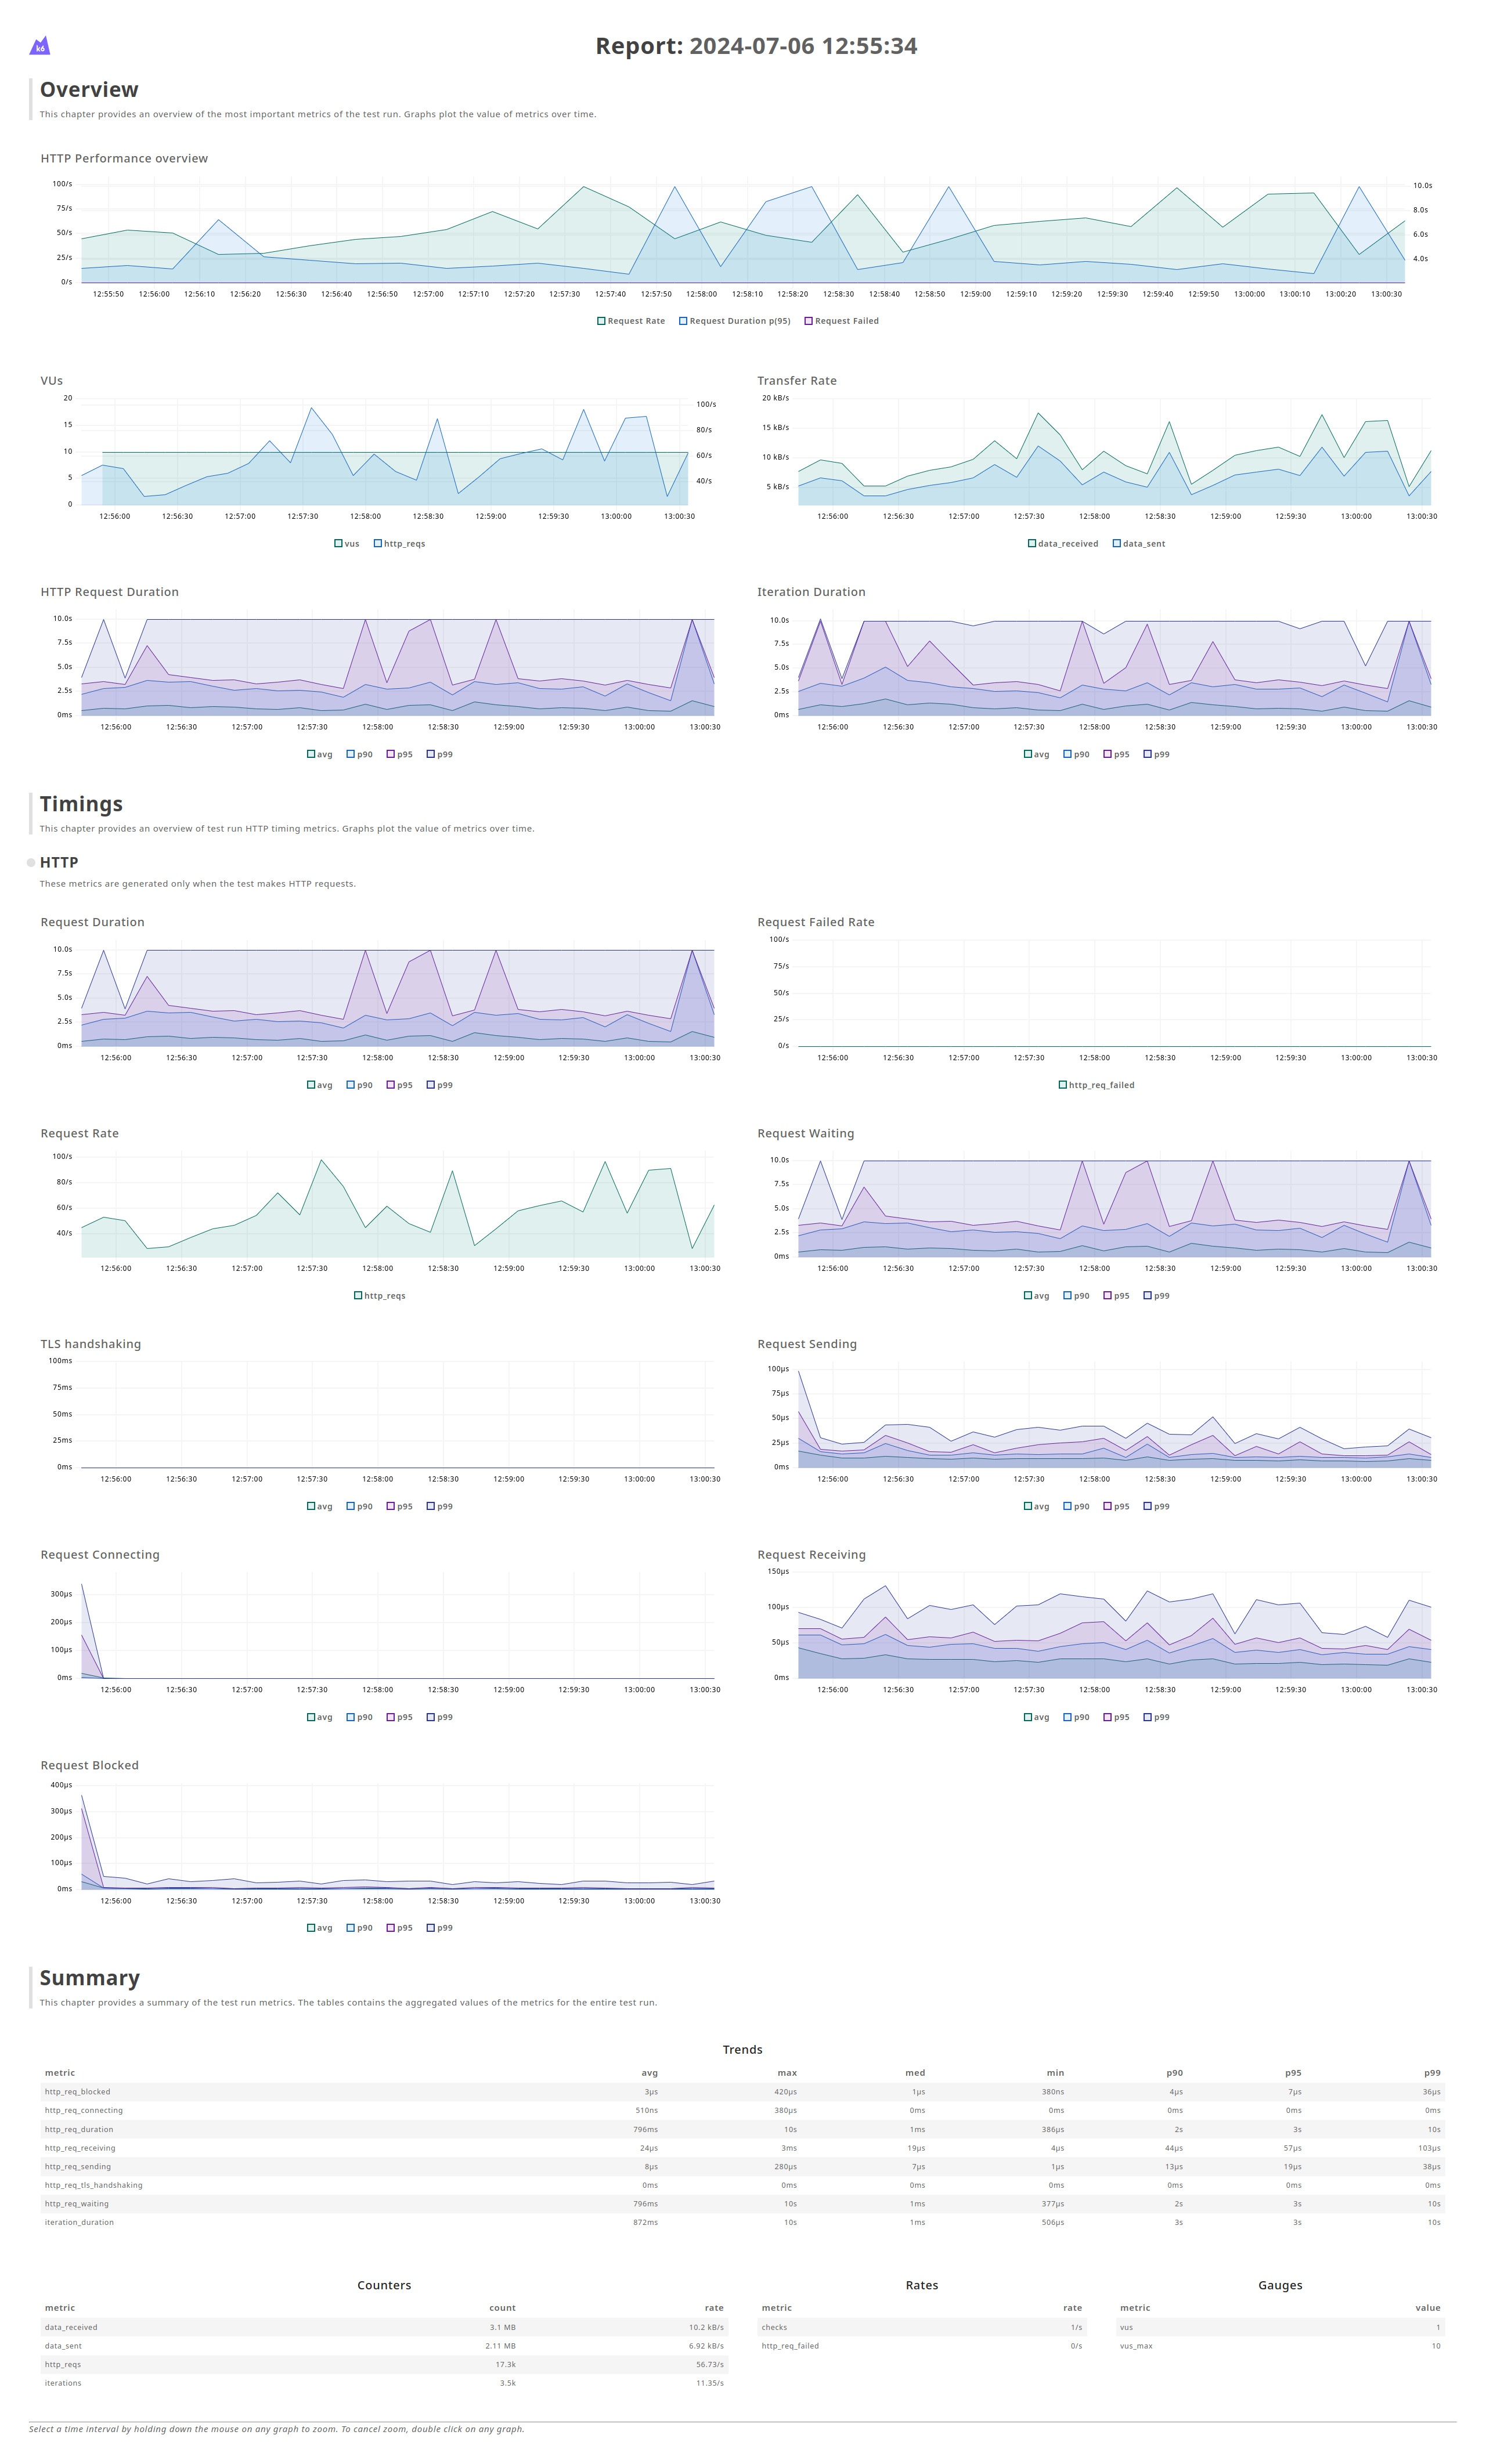 k6
Report: 2024-07-06 12:55:34
Overview
This chapter provides an overview of the most important metrics of the test run. Graphs plot the value of metrics over time.
HTTP Performance overview
100/s 10.0s
75/s 8.0s
50/s 6.0s
25/s 4.0s
0/s
12:55:50 12:56:00 12:56:10 12:56:20 12:56:30 12:56:40 12:56:50 12:57:00 12:57:10 12:57:20 12:57:30 12:57:40 12:57:50 12:58:00 12:58:10 12:58:20 12:58:30 12:58:40 12:58:50 12:59:00 12:59:10 12:59:20 12:59:30 12:59:40 12:59:50 13:00:00 13:00:10 13:00:20 13:00:30
Request Rate Request Duration p(95) Request Failed
VUs
20
15
10
5
0
100/s
80/s
60/s
40/s
12:56:00 12:56:30 12:57:00 12:57:30 12:58:00 12:58:30 12:59:00 12:59:30 13:00:00 13:00:30
vus http_reqs
Transfer Rate
20 kB/s
15 kB/s
10 kB/s
5 kB/s
12:56:00 12:56:30 12:57:00 12:57:30 12:58:00 12:58:30 12:59:00 12:59:30 13:00:00 13:00:30
data_received data_sent
HTTP Request Duration
10.0s
7.5s
5.0s
2.5s
0ms
12:56:00 12:56:30 12:57:00 12:57:30 12:58:00 12:58:30 12:59:00 12:59:30 13:00:00 13:00:30
avg p90 p95 p99
Iteration Duration
10.0s
7.5s
5.0s
2.5s
0ms
12:56:00 12:56:30 12:57:00 12:57:30 12:58:00 12:58:30 12:59:00 12:59:30 13:00:00 13:00:30
avg p90 p95 p99
Timings
This chapter provides an overview of test run HTTP timing metrics. Graphs plot the value of metrics over time.
HTTP
These metrics are generated only when the test makes HTTP requests.
Request Duration
10.0s
7.5s
5.0s
2.5s
0ms
12:56:00 12:56:30 12:57:00 12:57:30 12:58:00 12:58:30 12:59:00 12:59:30 13:00:00 13:00:30
avg p90 p95 p99
Request Failed Rate
100/s
75/s
50/s
25/s
0/s
12:56:00 12:56:30 12:57:00 12:57:30 12:58:00 12:58:30 12:59:00 12:59:30 13:00:00 13:00:30
http_req_failed
Request Rate
100/s
80/s
60/s
40/s
12:56:00 12:56:30 12:57:00 12:57:30 12:58:00 12:58:30 12:59:00 12:59:30 13:00:00 13:00:30
http_reqs
Request Waiting
10.0s
7.5s
5.0s
2.5s
0ms
12:56:00 12:56:30 12:57:00 12:57:30 12:58:00 12:58:30 12:59:00 12:59:30 13:00:00 13:00:30
avg p90 p95 p99
TLS handshaking
100ms
75ms
50ms
25ms
0ms
12:56:00 12:56:30 12:57:00 12:57:30 12:58:00 12:58:30 12:59:00 12:59:30 13:00:00 13:00:30
avg p90 p95 p99
Request Sending
100µs
75µs
50µs
25µs
0ms
12:56:00 12:56:30 12:57:00 12:57:30 12:58:00 12:58:30 12:59:00 12:59:30 13:00:00 13:00:30
avg p90 p95 p99
Request Connecting
300µs
200µs
100µs
0ms
12:56:00 12:56:30 12:57:00 12:57:30 12:58:00 12:58:30 12:59:00 12:59:30 13:00:00 13:00:30
avg p90 p95 p99
Request Receiving
150µs
100µs
50µs
0ms
12:56:00 12:56:30 12:57:00 12:57:30 12:58:00 12:58:30 12:59:00 12:59:30 13:00:00 13:00:30
avg p90 p95 p99
Request Blocked
400µs
300µs
200µs
100µs
0ms
12:56:00 12:56:30 12:57:00 12:57:30 12:58:00 12:58:30 12:59:00 12:59:30 13:00:00 13:00:30
avg p90 p95 p99
Summary
This chapter provides a summary of the test run metrics. The tables contains the aggregated values of the metrics for the entire test run.
Trends
metric avg max med min p90 p95 p99
http_req_blocked 3µs 420µs 1µs 380ns 4µs 7µs 36µs
http_req_connecting 510ns 380µs 0ms 0ms 0ms 0ms 0ms
http_req_duration 796ms 10s 1ms 386µs 2s 3s 10s
http_req_receiving 24µs 3ms 19µs 4µs 44µs 57µs 103µs
http_req_sending 8µs 280µs 7µs 1µs 13µs 19µs 38µs
http_req_tls_handshaking 0ms 0ms 0ms 0ms 0ms 0ms 0ms
http_req_waiting 796ms 10s 1ms 377µs 2s 3s 10s
iteration_duration 872ms 10s 1ms 506µs 3s 3s 10s
Counters
metric count rate
data_received 3.1 MB 10.2 kB/s
data_sent 2.11 MB 6.92 kB/s
http_reqs 17.3k 56.73/s
iterations 3.5k 11.35/s
Rates
metric rate
checks 1/s
http_req_failed 0/s
Gauges
metric value
vus 1
vus_max 10
Select a time interval by holding down the mouse on any graph to zoom. To cancel zoom, double click on any graph.